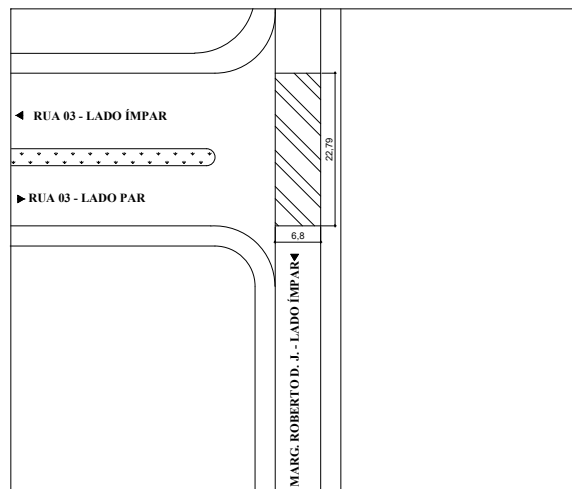 ◄ RUA 03 - LADO ÍMPAR
► RUA 03 - LADO PAR
22,79
6,8
MARG. ROBERTO D. J. - LADO ÍMPAR